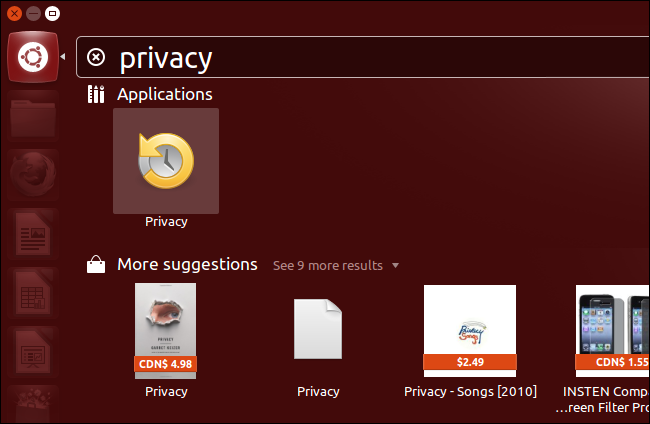 privacy
Applications
Privacy
More suggestions See 9 more results
PRIVACY
GARRET KEIZER
CDN$ 4.98
$2.49
CDN$ 1.55
Privacy
Privacy
Privacy - Songs [2010]
INSTEN Compa
...reen Filter Pro
Privacy
Songs